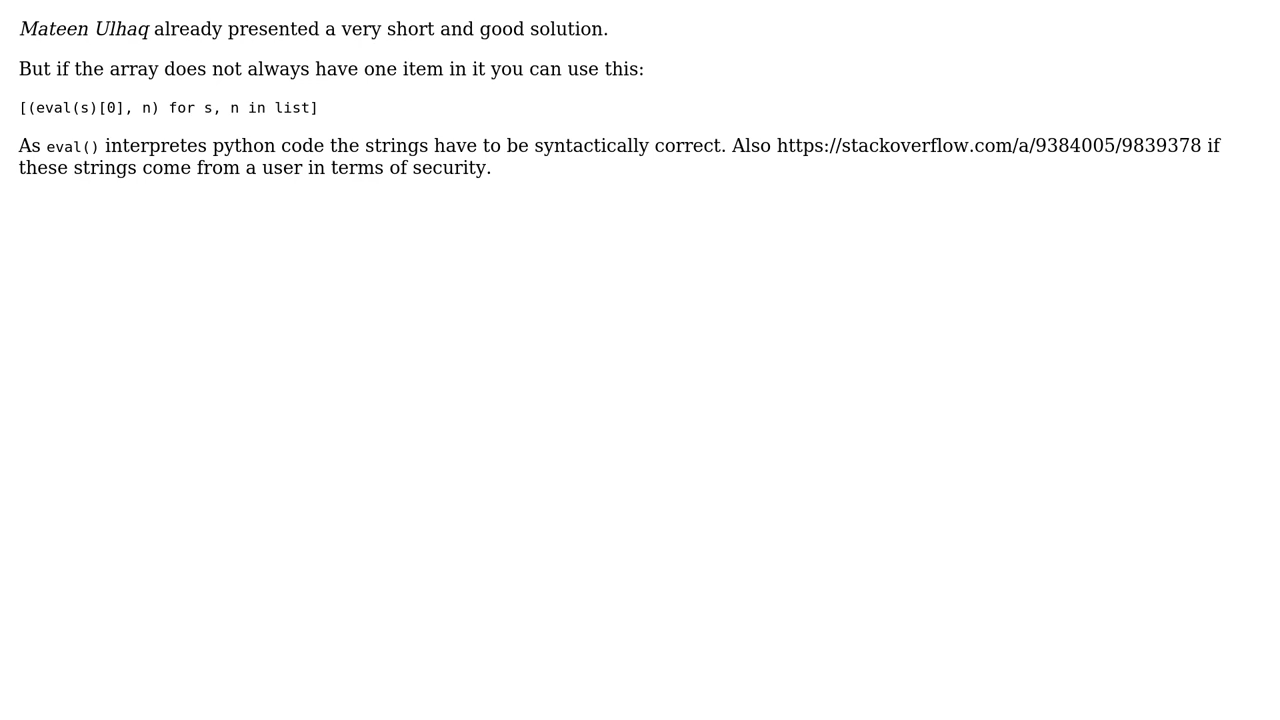 Mateen Ulhaq already presented a very short and good solution.
But if the array does not always have one item in it you can use this:
[(eval(s)[0], n) for s, n in list]
As eval() interpretes python code the strings have to be syntactically correct. Also https://stackoverflow.com/a/9384005/9839378 if
these strings come from a user in terms of security.